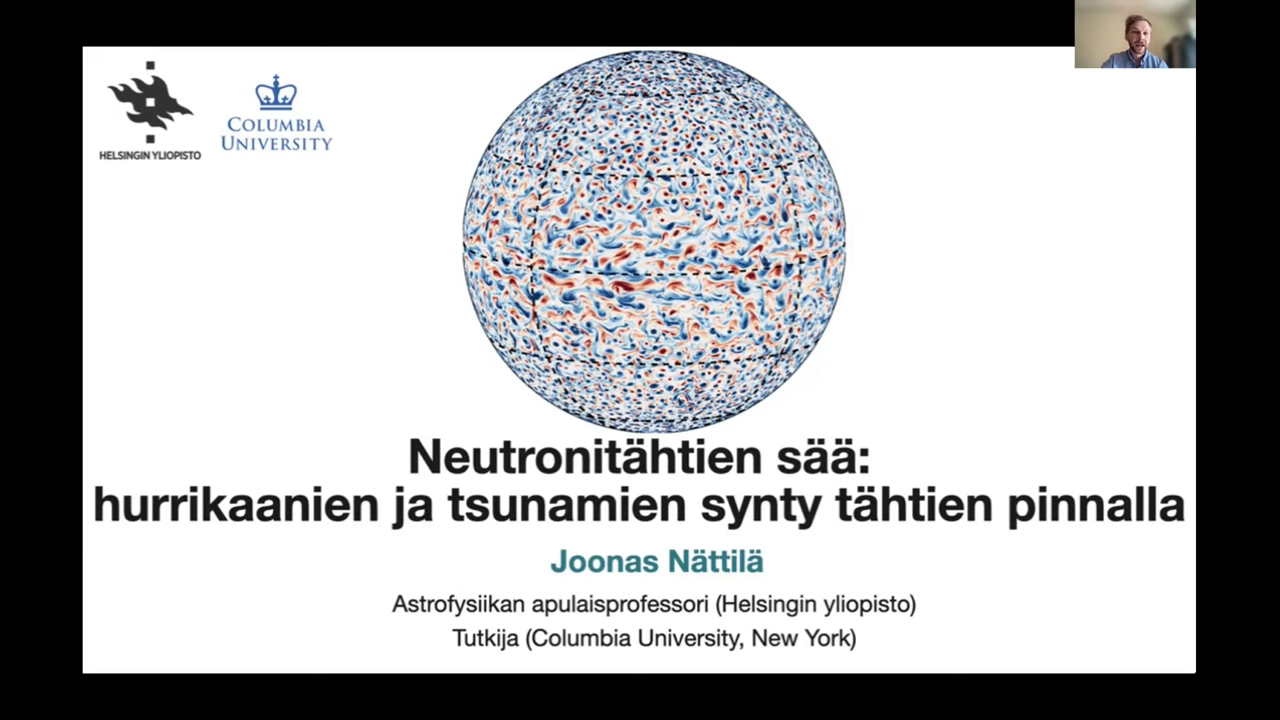 HELSINGIN YLIOPISTO
COLUMBIA
UNIVERSITY
Neutronitähtien sää:
hurrikaanien ja tsunamien synty tähtien pinnalla
Joonas Nättilä
Astrofysiikan apulaisprofessori (Helsingin yliopisto)
Tutkija (Columbia University, New York)